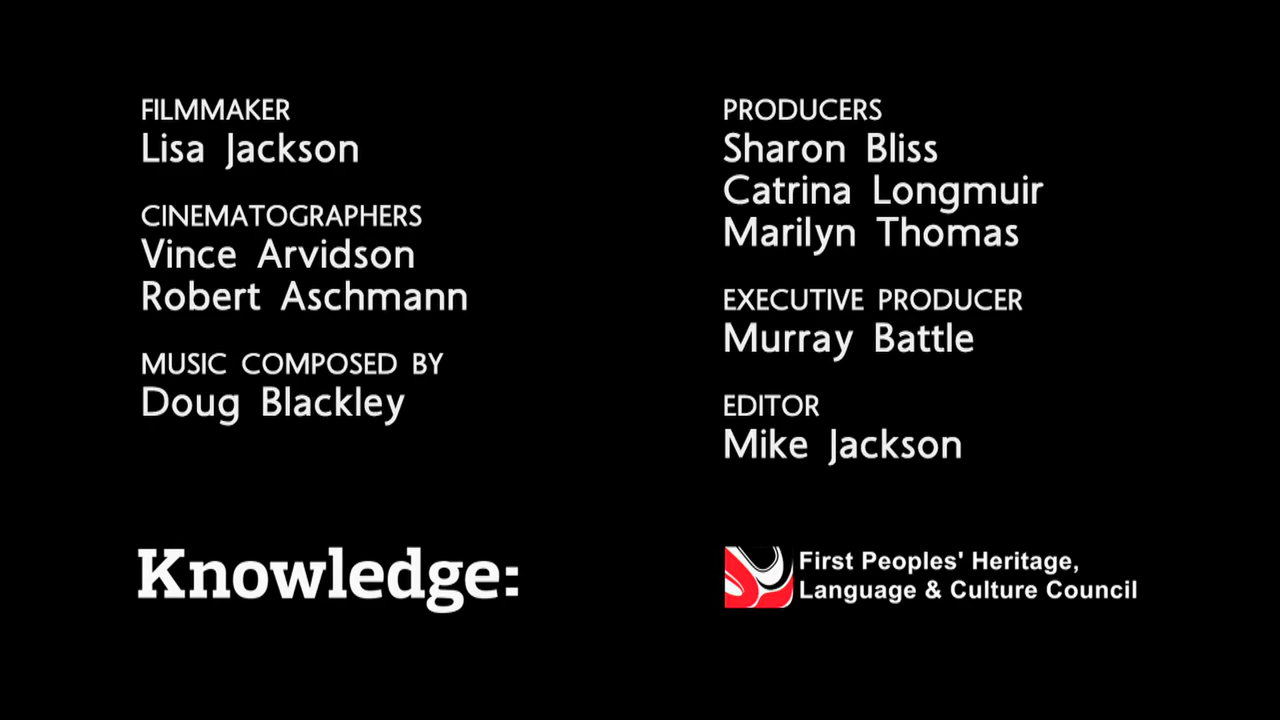 FILMMAKER
Lisa Jackson
CINEMATOGRAPHERS
Vince Arvidson
Robert Aschmann
MUSIC COMPOSED BY
Doug Blackley
PRODUCERS
Sharon Bliss
Catrina Longmuir
Marilyn Thomas
EXECUTIVE PRODUCER
Murray Battle
EDITOR
Mike Jackson
Knowledge:
First Peoples' Heritage,
Language & Culture Council